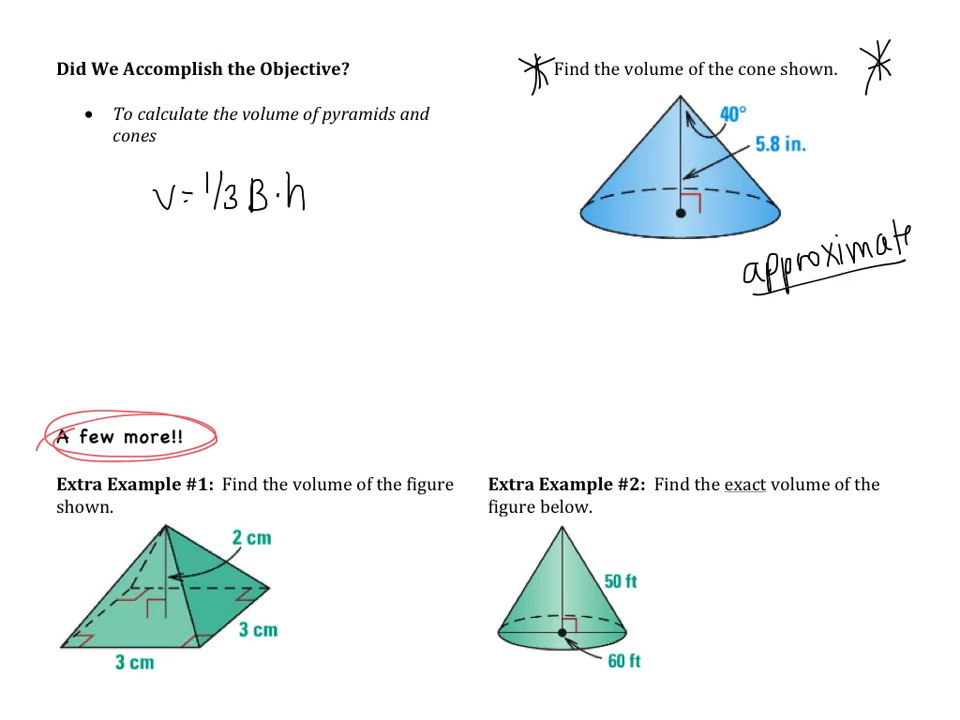 Did We Accomplish the Objective?
• To calculate the volume of pyramids and
cones
V = 1/3 B · h
Find the volume of the cone shown.
40°
5.8 in.
approximate
A few more!!
Extra Example #1: Find the volume of the figure
shown.
2 cm
3 cm
3 cm
Extra Example #2: Find the exact volume of the
figure below.
50 ft
60 ft